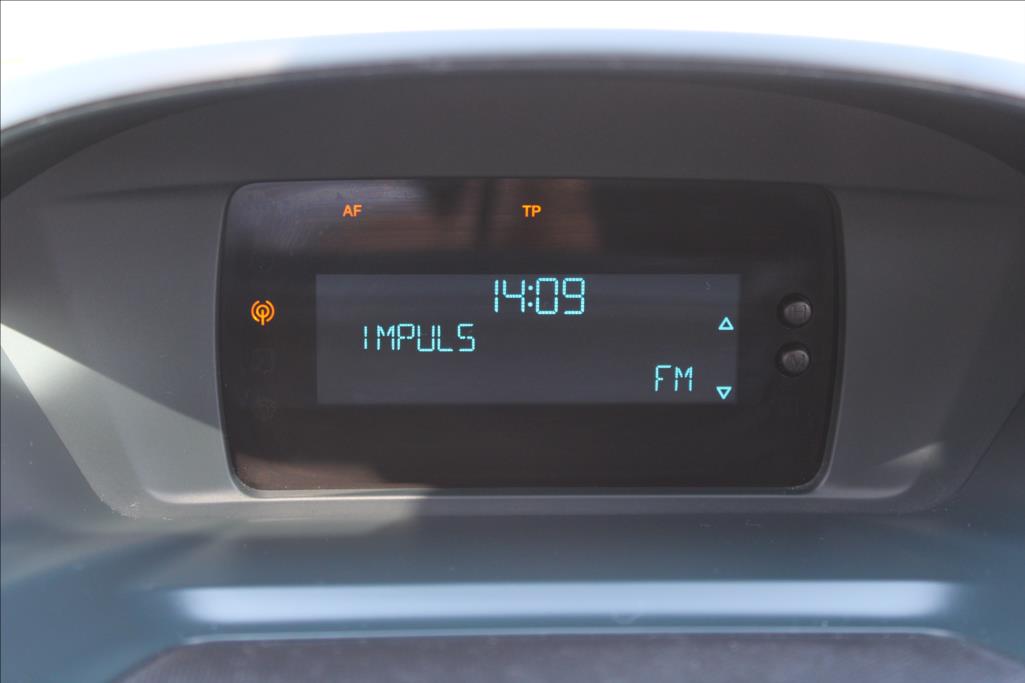 AF TP
14:09
IMPULS
FM